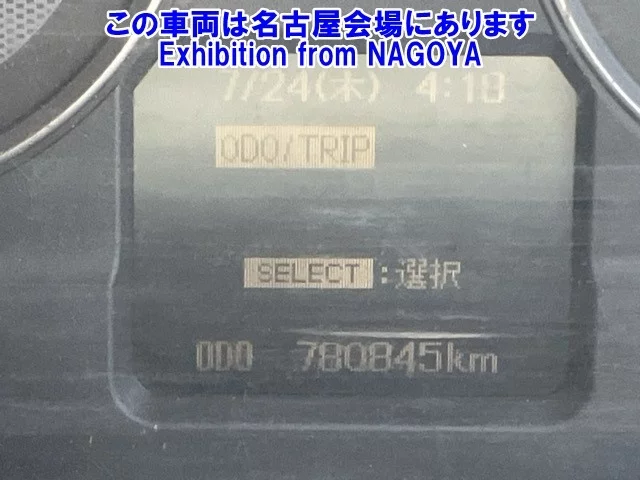 この車両は名古屋会場にあります
Exhibition from NAGOYA
7/24(木) 4:18
ODO/TRIP
SELECT:選択
ODO 780845km